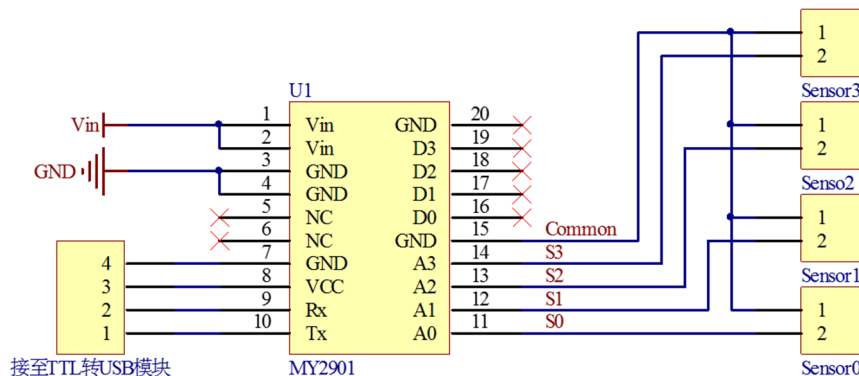 1
2
Sensor3
U1
1 Vin GND 20
Vin
2 Vin D3 19
3 GND D2 18
GND
4 GND D1 17
5 NC D0 16
6 NC GND 15
Common
7 GND A3 14
S3
8 VCC A2 13
S2
9 Rx A1 12
S1
10 Tx A0 11
S0
1
2
Senso2
1
2
Sensor1
1
2
Sensor0
4
3
2
1
接至TTL转USB模块
MY2901